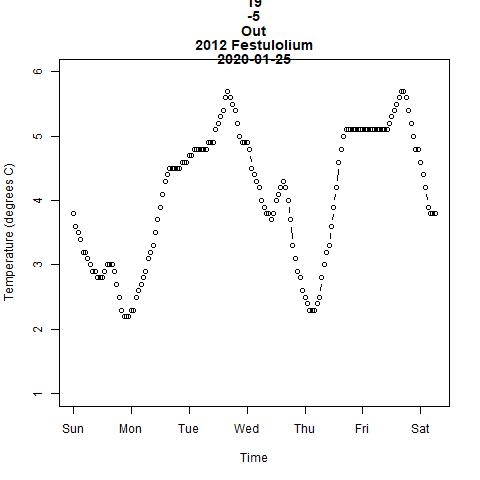 19
-5
Out
2012 Festulolium
2020-01-25
Temperature (degrees C)
6
5
4
3
2
1
Sun Mon Tue Wed Thu Fri Sat
Time